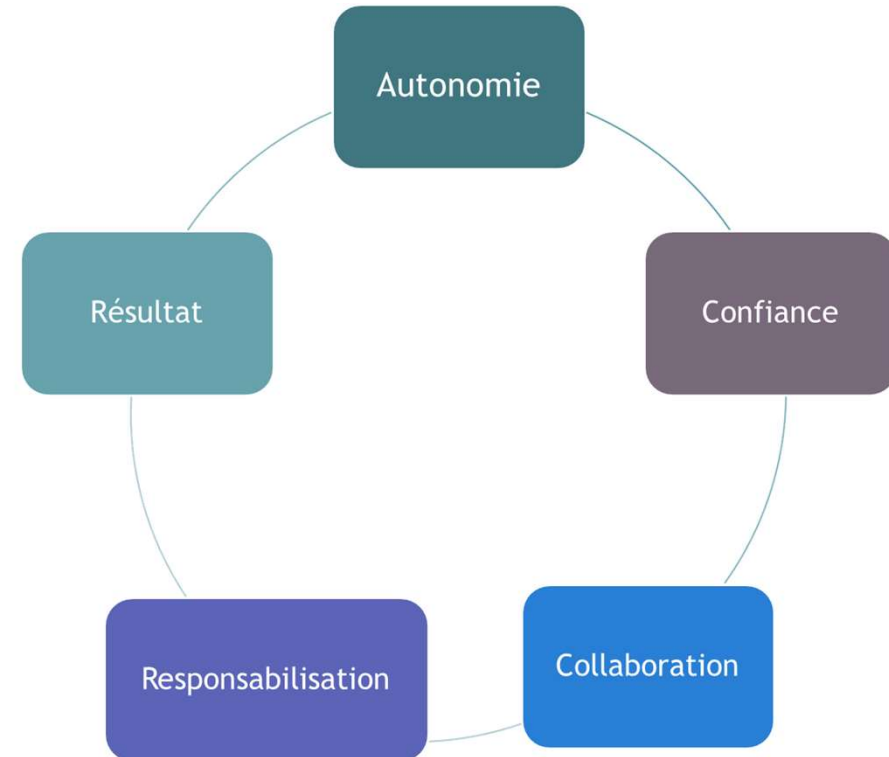 Autonomie
Confiance
Collaboration
Responsabilisation
Résultat